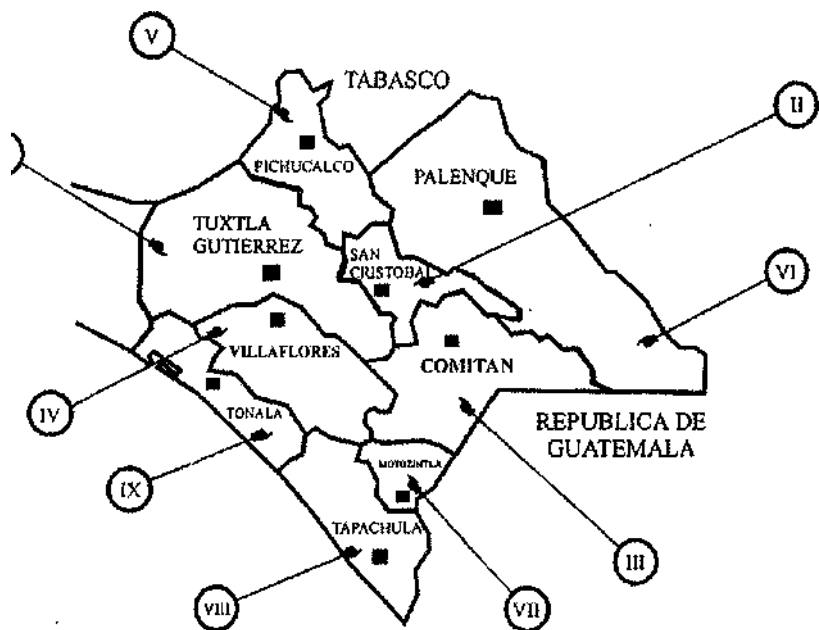 V
TABASCO
II
PICHUCALCO
PALENQUE
TUXTLA
GUTIERREZ
SAN
CRISTOBAL
VI
VILLAFLORES
COMITAN
IV
TONALA
REPUBLICA DE
GUATEMALA
IX
MOTOZINTLA
TAPACHULA
III
VIII
VII